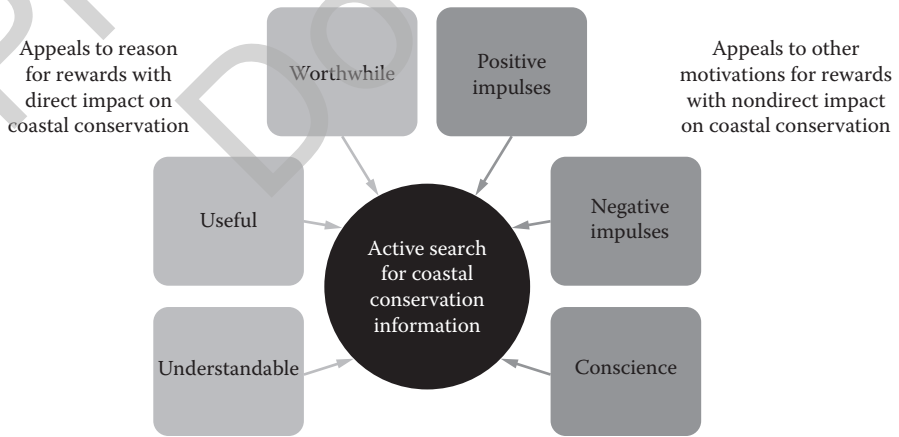 Appeals to reason
for rewards with
direct impact on
coastal conservation
Worthwhile
Positive
impulses
Appeals to other
motivations for rewards
with nondirect impact
on coastal conservation
Useful
Negative
impulses
Active search
for coastal
conservation
information
Understandable
Conscience